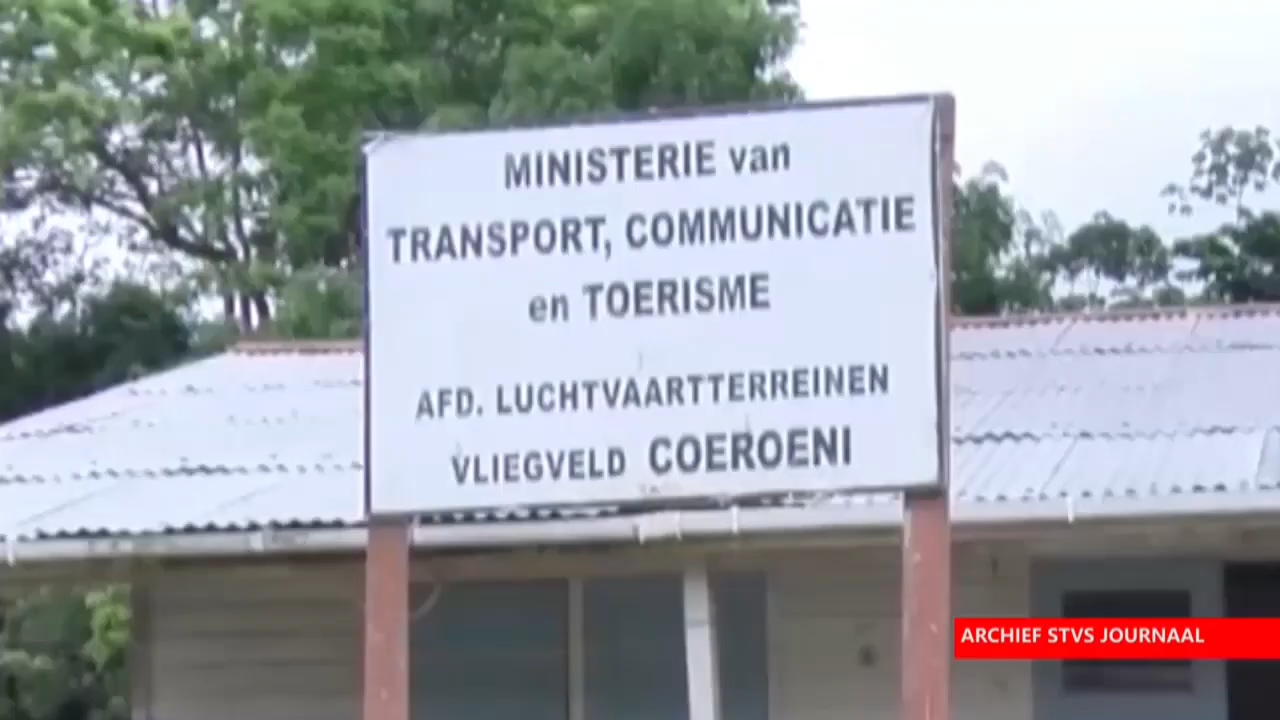 MINISTERIE van
TRANSPORT, COMMUNICATIE
en TOERISME
AFD. LUCHTVAARTTERREINEN
VLIEGVELD COEROENI
ARCHIEF STVS JOURNAAL